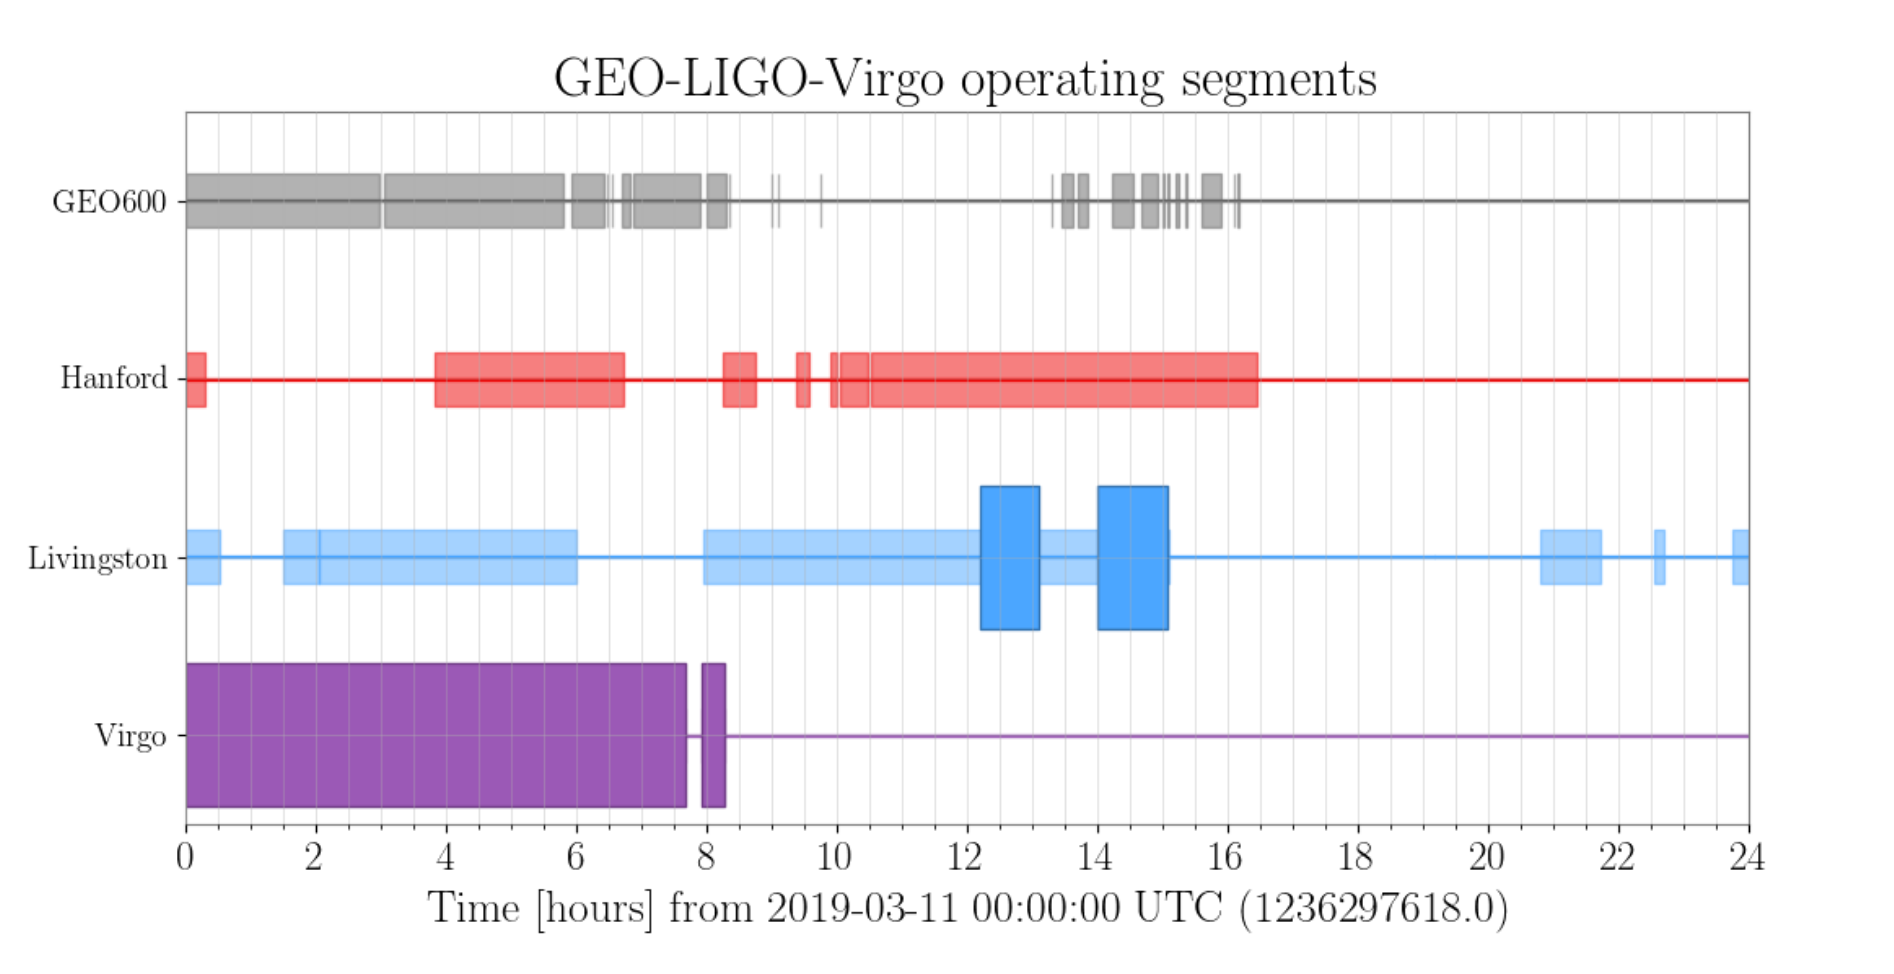 GEO-LIGO-Virgo operating segments
GEO600
Hanford
Livingston
Virgo
0 2 4 6 8 10 12 14 16 18 20 22 24
Time [hours] from 2019-03-11 00:00:00 UTC (1236297618.0)